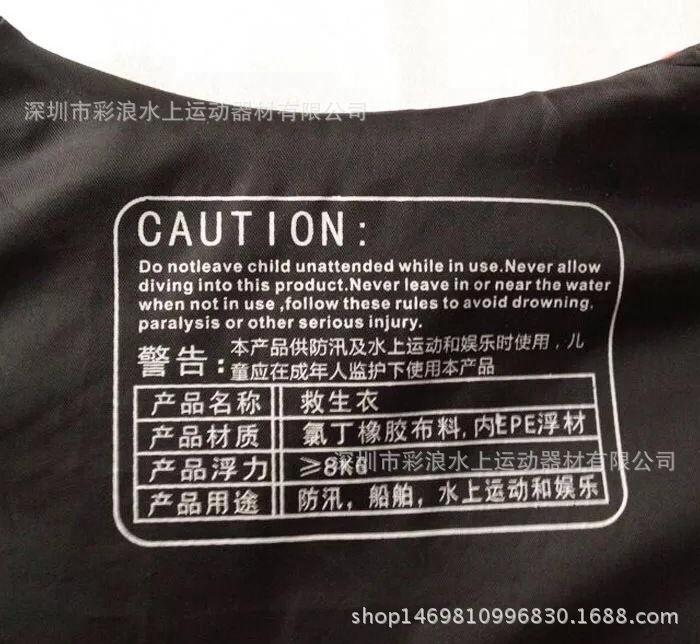 深圳市彩浪水上运动器材有限公司
CAUTION:
Do notleave child unattended while in use.Never allow
diving into this product.Never leave in or near the water
when not in use ,follow these rules to avoid drowning,
paralysis or other serious injury.
警告:本产品供防汛及水上运动和娱乐时使用，儿
童应在成年人监护下使用本产品
产品名称 救生衣
产品材质 氯丁橡胶布料,内EPE浮材
产品浮力 ≥8KG
深圳市彩浪水上运动器材有限公司
产品用途 防汛，船舶，水上运动和娱乐
shop1469810996830.1688.com